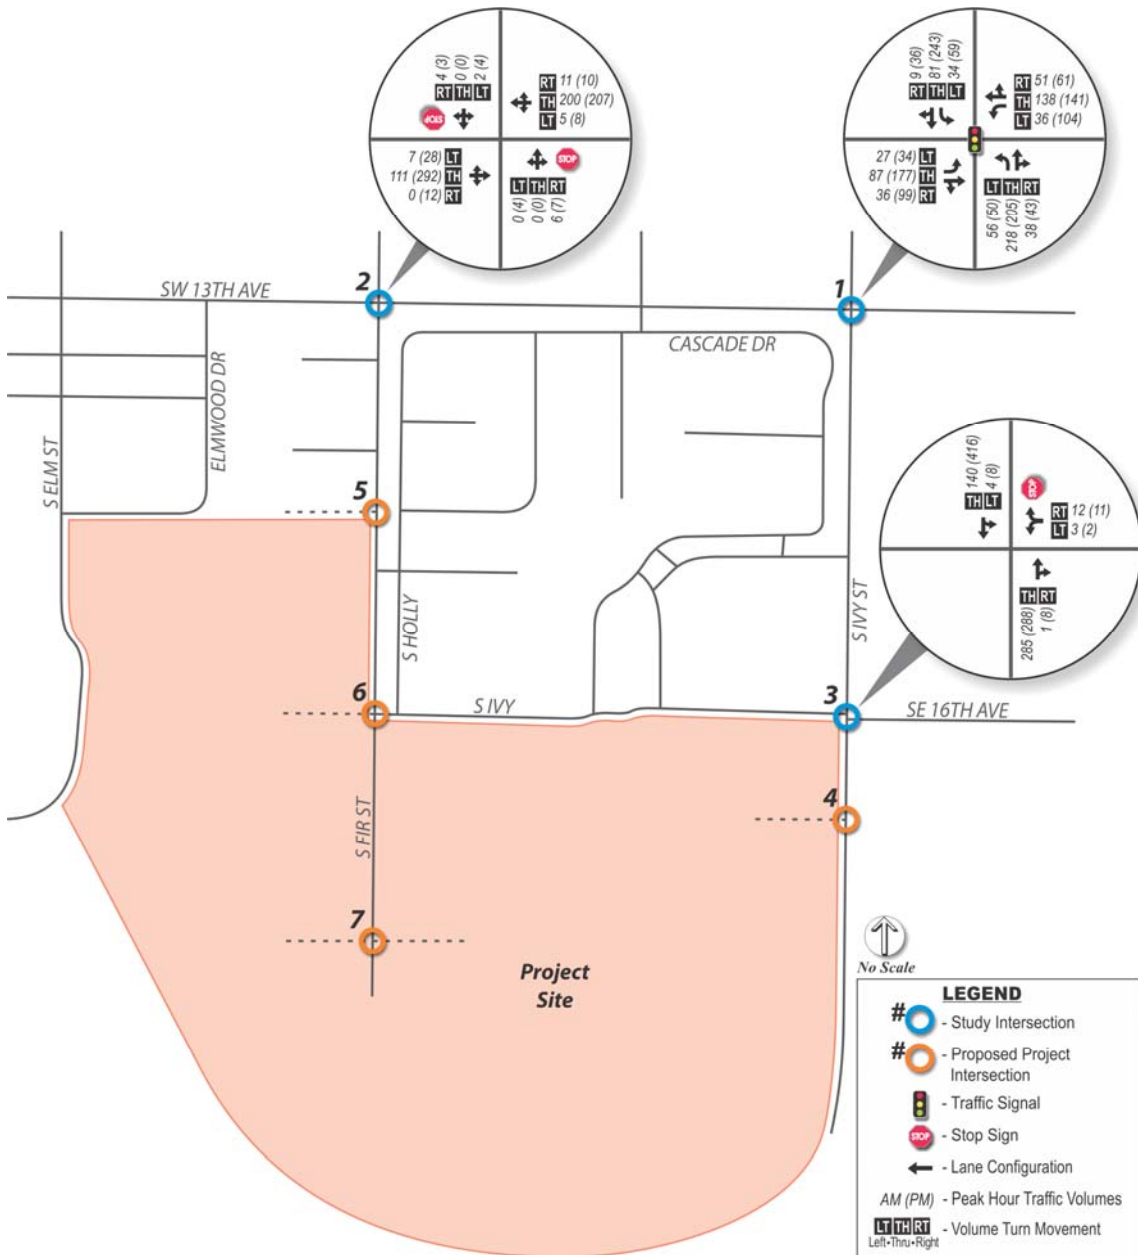 4 (3)
0 (0)
2 (4)
RT TH LT
STOP
RT 11 (10)
TH 200 (207)
LT 5 (8)
7 (28) LT
111 (292) TH
0 (12) RT
STOP
LT TH RT
0 (4)
0 (0)
6 (7)
9 (36)
81 (243)
34 (59)
RT TH LT
RT 51 (61)
TH 138 (141)
LT 36 (104)
27 (34) LT
87 (177) TH
36 (99) RT
LT TH RT
56 (50)
218 (205)
38 (43)
2
1
SW 13TH AVE
CASCADE DR
ELMWOOD DR
S ELM ST
5
S HOLLY
S IVY ST
140 (416)
4 (8)
TH LT
STOP
RT 12 (11)
LT 3 (2)
TH RT
285 (288)
1 (8)
6
S IVY
3
SE 16TH AVE
4
S FIR ST
7
Project
Site
No Scale
LEGEND
# - Study Intersection
# - Proposed Project
Intersection
- Traffic Signal
STOP - Stop Sign
- Lane Configuration
AM (PM) - Peak Hour Traffic Volumes
LT TH RT - Volume Turn Movement
Left•Thru•Right